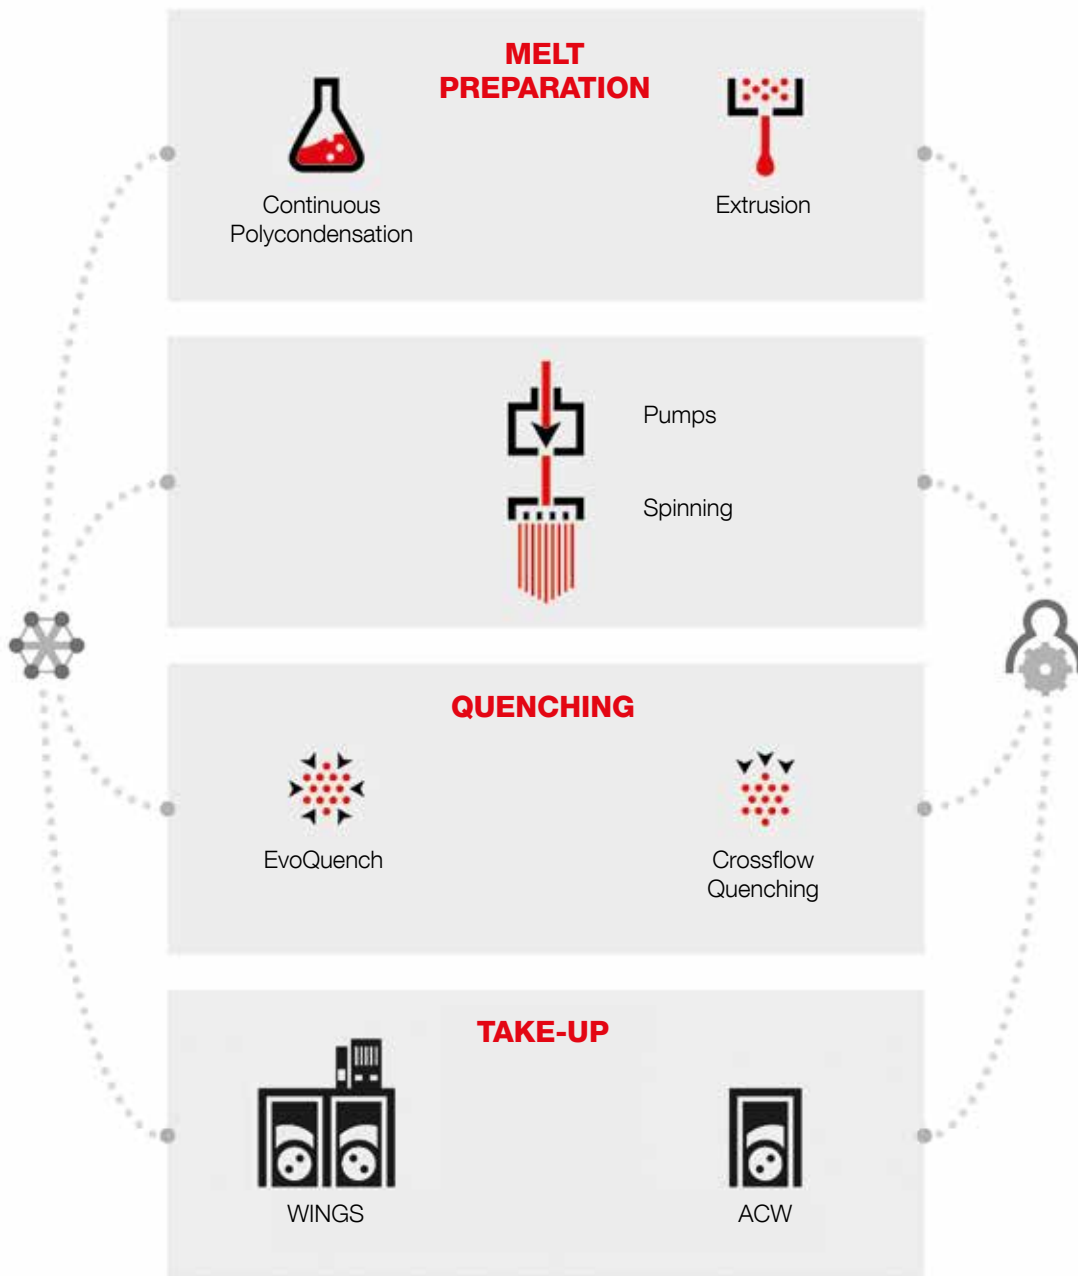 MELT
PREPARATION
Continuous
Polycondensation
Extrusion
Pumps
Spinning
QUENCHING
EvoQuench
Crossflow
Quenching
TAKE-UP
WINGS
ACW